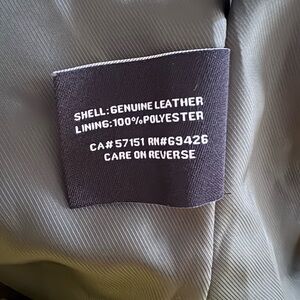 SHELL:GENUINE LEATHER
LINING:100%POLYESTER
CA#57151 RN#69426
CARE ON REVERSE